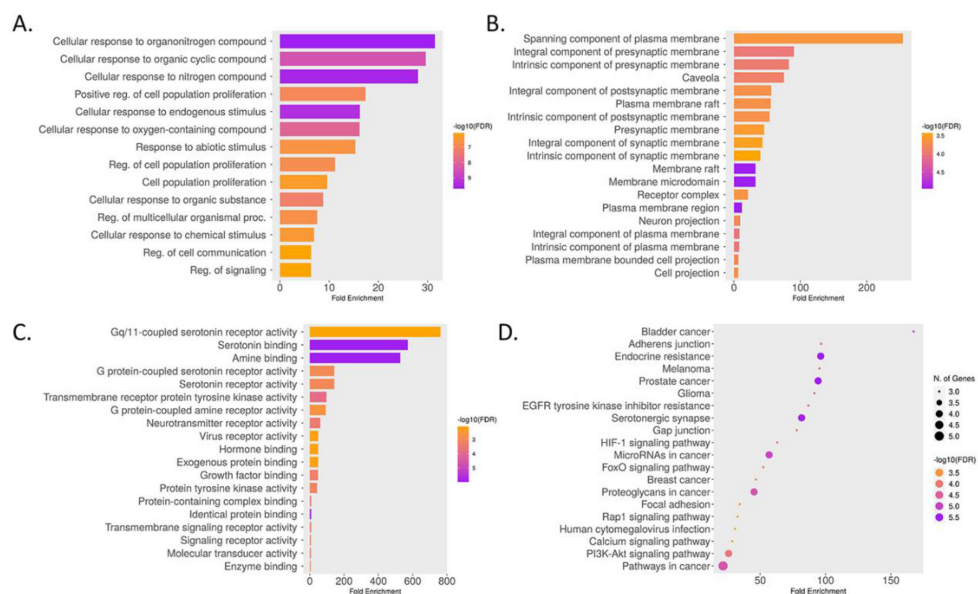 A.
Cellular response to organonitrogen compound
Cellular response to organic cyclic compound
Cellular response to nitrogen compound
Positive reg. of cell population proliferation
Cellular response to endogenous stimulus
Cellular response to oxygen-containing compound
Response to abiotic stimulus
Reg. of cell population proliferation
Cell population proliferation
Cellular response to organic substance
Reg. of multicellular organismal proc.
Cellular response to chemical stimulus
Reg. of cell communication
Reg. of signaling
0 10 20 30
Fold Enrichment
-log10(FDR)
7
8
9
B.
Spanning component of plasma membrane
Integral component of presynaptic membrane
Intrinsic component of presynaptic membrane
Caveola
Integral component of postsynaptic membrane
Plasma membrane raft
Intrinsic component of postsynaptic membrane
Presynaptic membrane
Integral component of synaptic membrane
Intrinsic component of synaptic membrane
Membrane raft
Membrane microdomain
Receptor complex
Plasma membrane region
Neuron projection
Integral component of plasma membrane
Intrinsic component of plasma membrane
Plasma membrane bounded cell projection
Cell projection
0 100 200
Fold Enrichment
-log10(FDR)
3.5
4.0
4.5
C.
Gq/11-coupled serotonin receptor activity
Serotonin binding
Amine binding
G protein-coupled serotonin receptor activity
Serotonin receptor activity
Transmembrane receptor protein tyrosine kinase activity
G protein-coupled amine receptor activity
Neurotransmitter receptor activity
Virus receptor activity
Hormone binding
Exogenous protein binding
Growth factor binding
Protein tyrosine kinase activity
Protein-containing complex binding
Identical protein binding
Transmembrane signaling receptor activity
Signaling receptor activity
Molecular transducer activity
Enzyme binding
0 200 400 600 800
Fold Enrichment
-log10(FDR)
3
4
5
D.
Bladder cancer
Adherens junction
Endocrine resistance
Melanoma
Prostate cancer
Glioma
EGFR tyrosine kinase inhibitor resistance
Serotonergic synapse
Gap junction
HIF-1 signaling pathway
MicroRNAs in cancer
FoxO signaling pathway
Breast cancer
Proteoglycans in cancer
Focal adhesion
Rap1 signaling pathway
Human cytomegalovirus infection
Calcium signaling pathway
PI3K-Akt signaling pathway
Pathways in cancer
50 100 150
Fold Enrichment
N. of Genes
3.0
3.5
4.0
4.5
5.0
-log10(FDR)
3.5
4.0
4.5
5.0
5.5